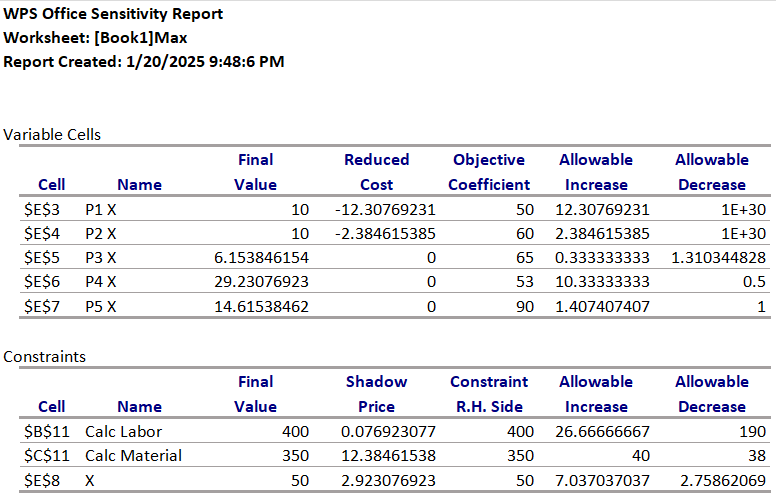 WPS Office Sensitivity Report
Worksheet: [Book1]Max
Report Created: 1/20/2025 9:48:6 PM
Variable Cells
Final Reduced Objective Allowable Allowable
Cell Name Value Cost Coefficient Increase Decrease
$E$3 P1 X 10 -12.30769231 50 12.30769231 1E+30
$E$4 P2 X 10 -2.384615385 60 2.384615385 1E+30
$E$5 P3 X 6.153846154 0 65 0.333333333 1.310344828
$E$6 P4 X 29.23076923 0 53 10.33333333 0.5
$E$7 P5 X 14.61538462 0 90 1.407407407 1
Constraints
Final Shadow Constraint Allowable Allowable
Cell Name Value Price R.H. Side Increase Decrease
$B$11 Calc Labor 400 0.076923077 400 26.66666667 190
$C$11 Calc Material 350 12.38461538 350 40 38
$E$8 X 50 2.923076923 50 7.037037037 2.75862069